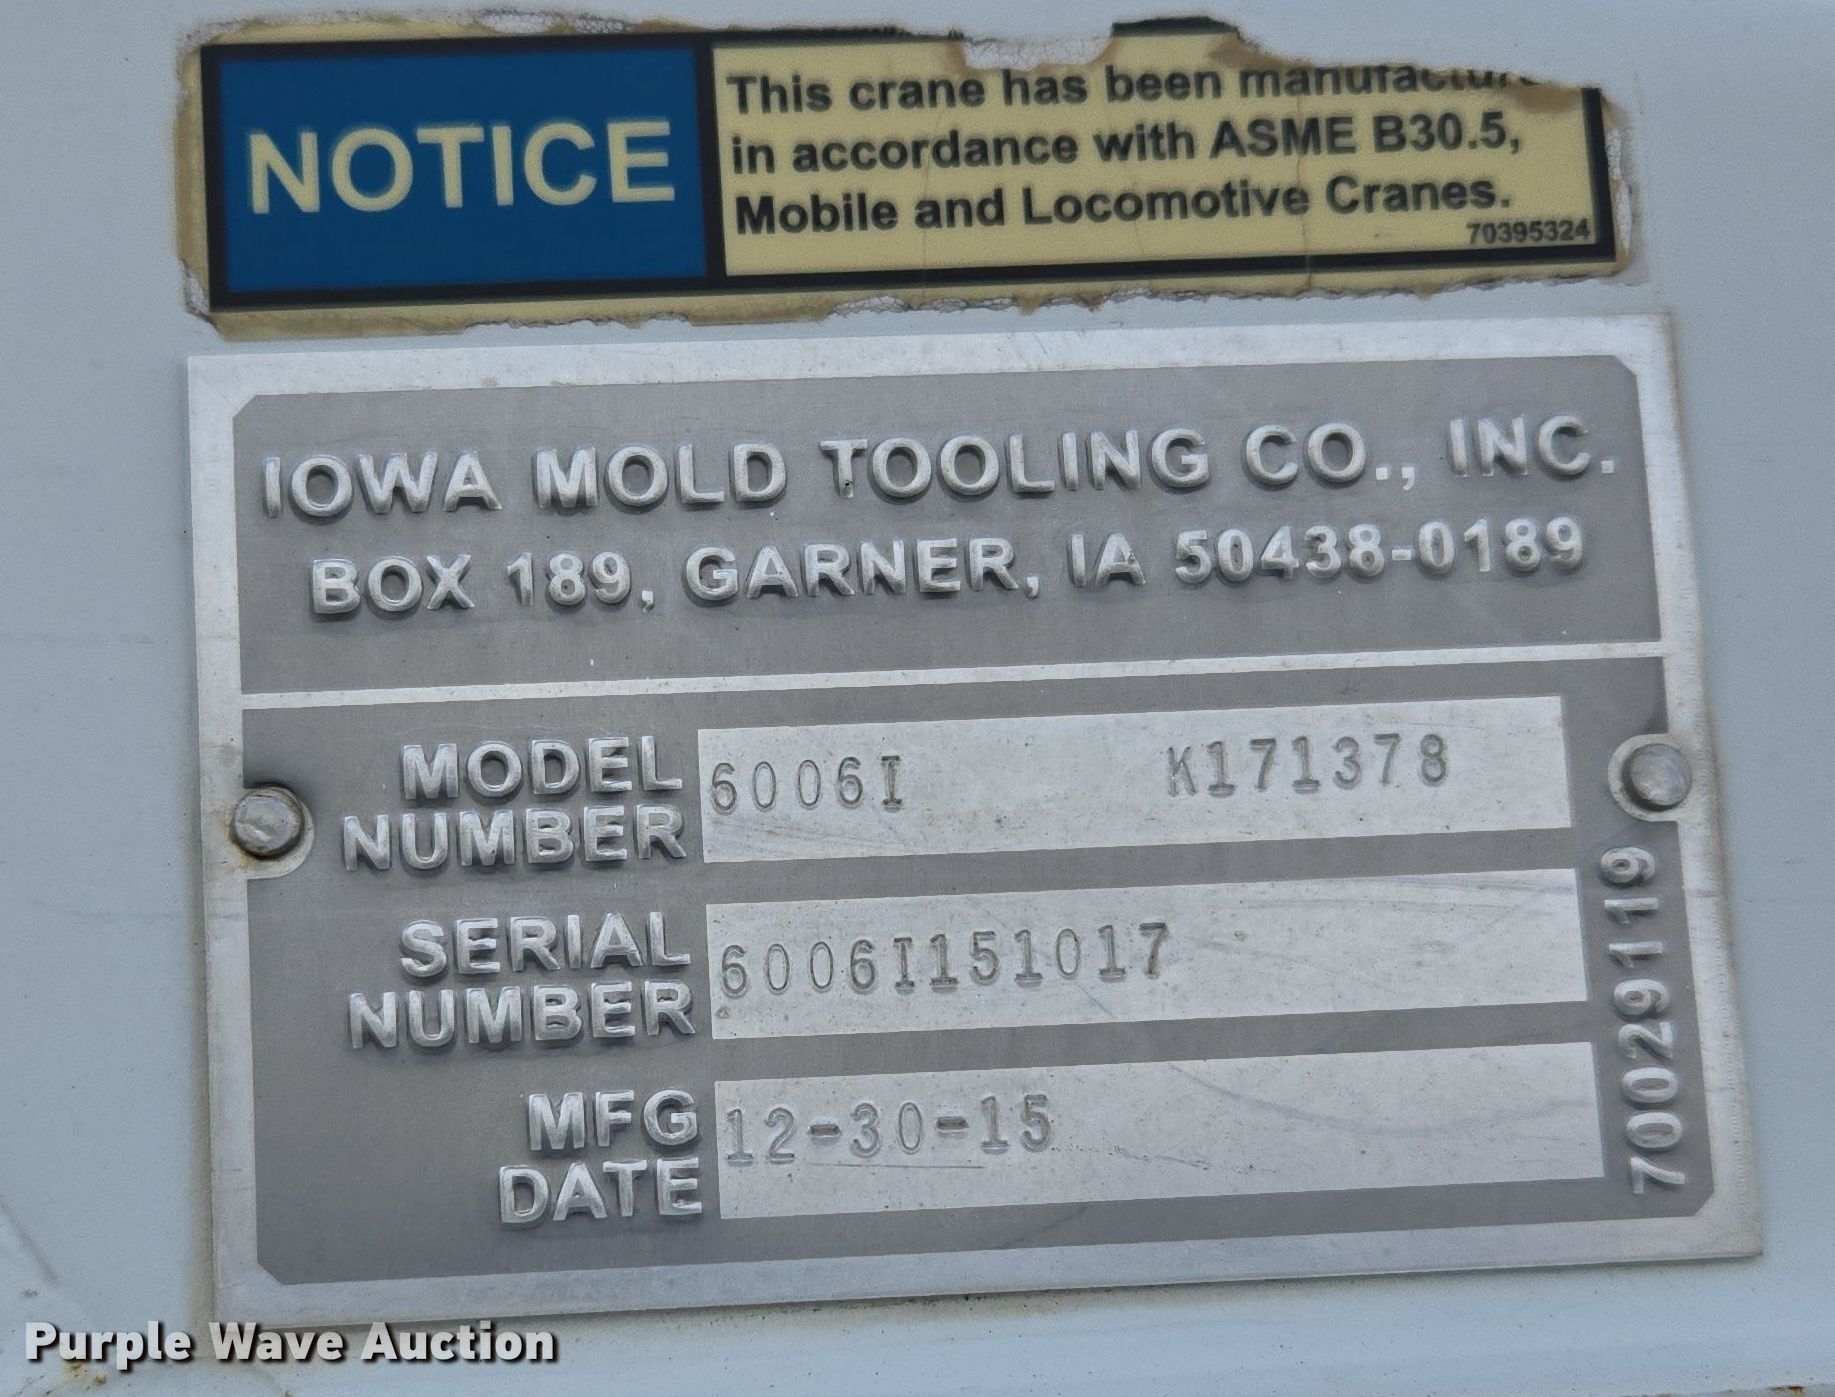 NOTICE
This crane has been manufacture
in accordance with ASME B30.5,
Mobile and Locomotive Cranes.
70395324
IOWA MOLD TOOLING CO., INC.
BOX 189, GARNER, IA 50438-0189
MODEL NUMBER 6006I K171378
SERIAL NUMBER 6006I151017
MFG DATE 12-30-15
70029119
Purple Wave Auction